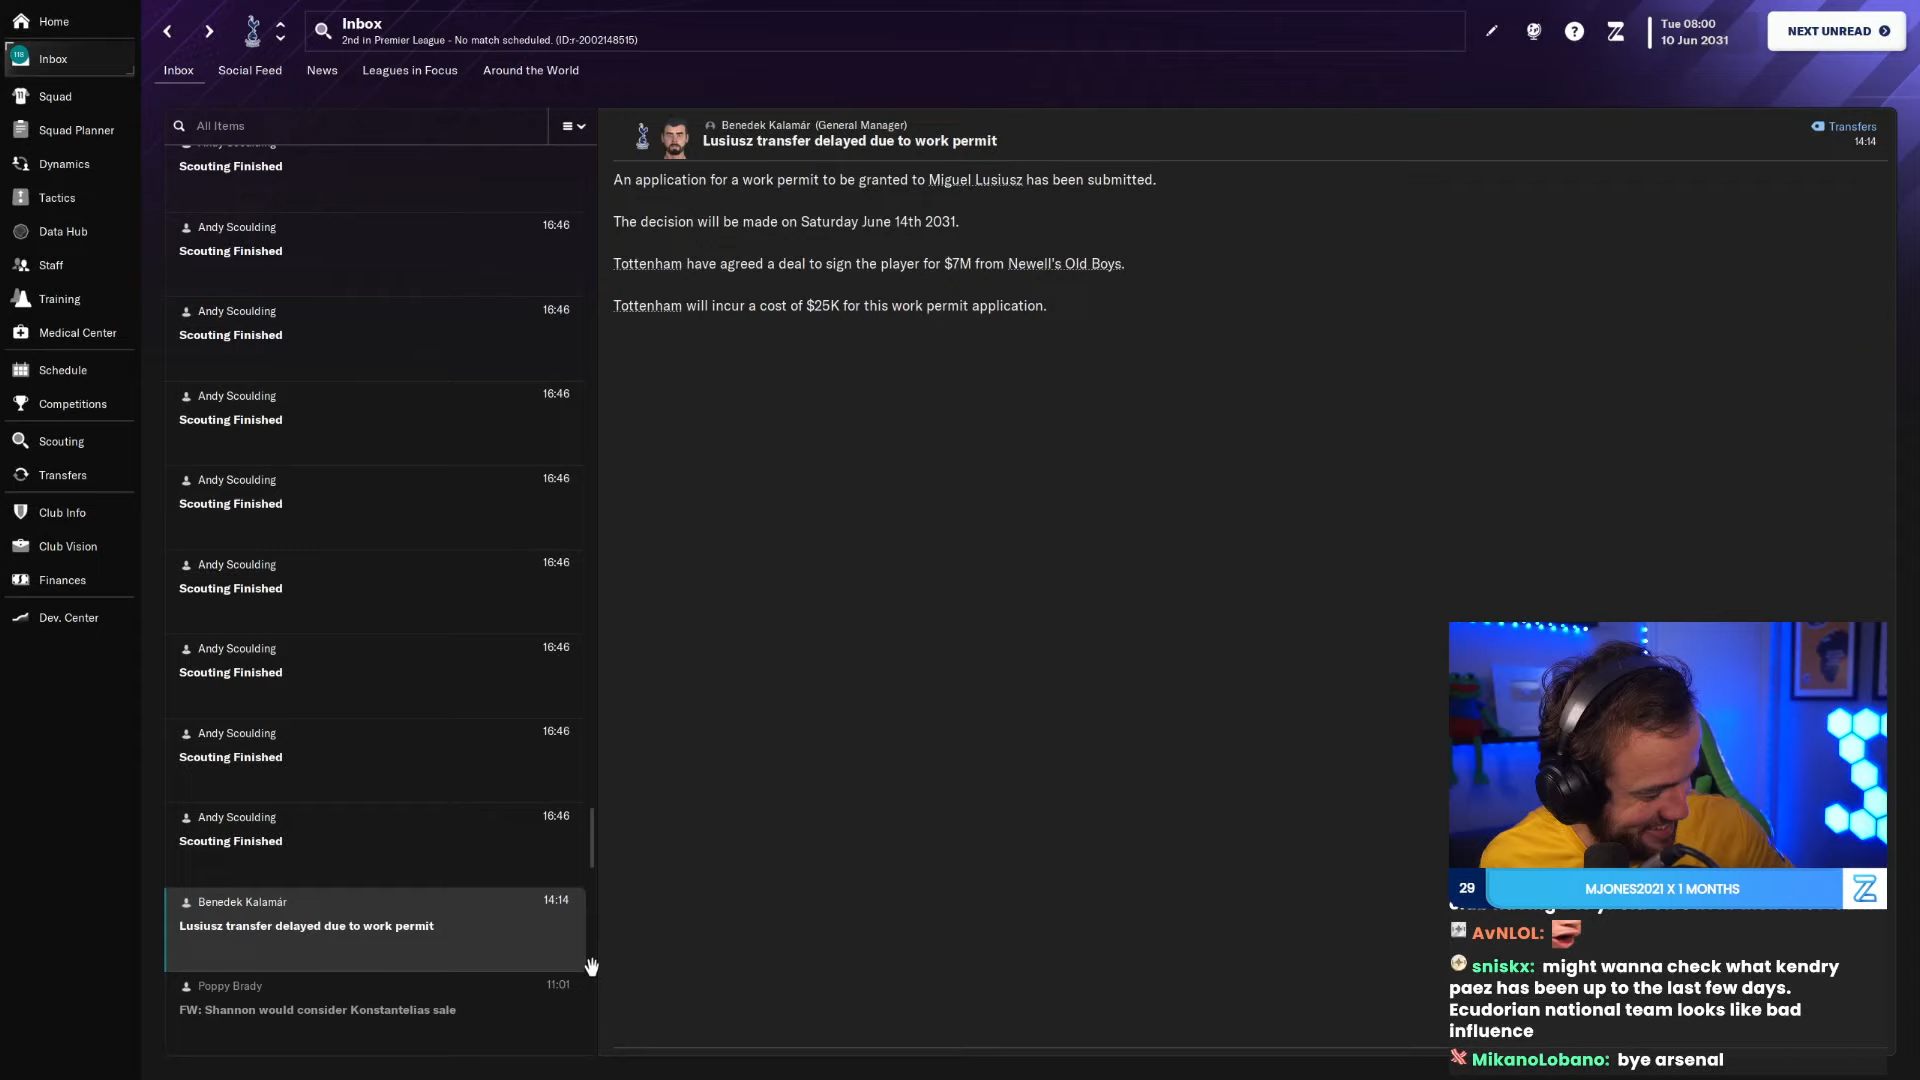 Home
Inbox
2nd in Premier League - No match scheduled. (ID:r-2002148515)
Tue 08:00
10 Jun 2031
NEXT UNREAD
118
Inbox
Squad
Squad Planner
Dynamics
Tactics
Data Hub
Staff
Training
Medical Center
Schedule
Competitions
Scouting
Transfers
Club Info
Club Vision
Finances
Dev. Center
Inbox
Social Feed
News
Leagues in Focus
Around the World
All Items
Scouting Finished
Andy Scoulding
16:46
Scouting Finished
Andy Scoulding
16:46
Scouting Finished
Andy Scoulding
16:46
Scouting Finished
Andy Scoulding
16:46
Scouting Finished
Andy Scoulding
16:46
Scouting Finished
Andy Scoulding
16:46
Scouting Finished
Andy Scoulding
16:46
Scouting Finished
Andy Scoulding
16:46
Scouting Finished
Benedek Kalamár
14:14
Lusiusz transfer delayed due to work permit
Poppy Brady
11:01
FW: Shannon would consider Konstantelias sale
Benedek Kalamár (General Manager)
Lusiusz transfer delayed due to work permit
Transfers
14:14
An application for a work permit to be granted to Miguel Lusiusz has been submitted.
The decision will be made on Saturday June 14th 2031.
Tottenham have agreed a deal to sign the player for $7M from Newell's Old Boys.
Tottenham will incur a cost of $25K for this work permit application.
29
MJONES2021 X 1 MONTHS
AvNLOL:
sniskx: might wanna check what kendry
paez has been up to the last few days.
Ecudorian national team looks like bad
influence
MikanoLobano: bye arsenal